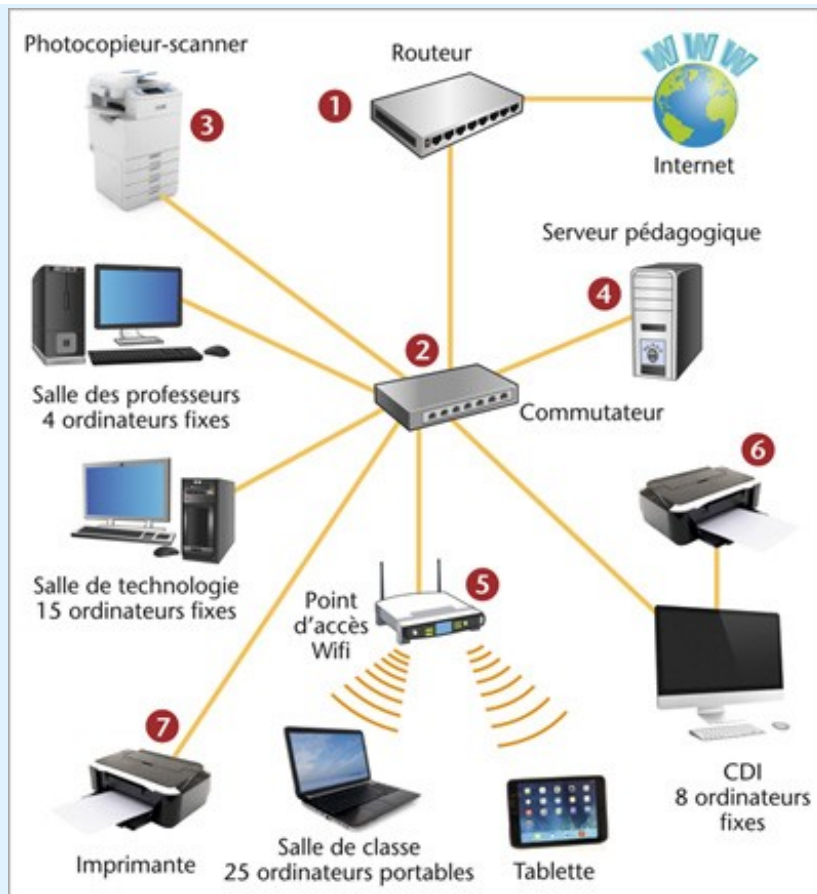 Photocopieur-scanner
3
Routeur
1
WWW
Internet
Serveur pédagogique
4
2
Commutateur
Salle des professeurs
4 ordinateurs fixes
6
Salle de technologie
15 ordinateurs fixes
Point
d'accès
Wifi
5
7
Imprimante
Salle de classe
25 ordinateurs portables
Tablette
CDI
8 ordinateurs
fixes